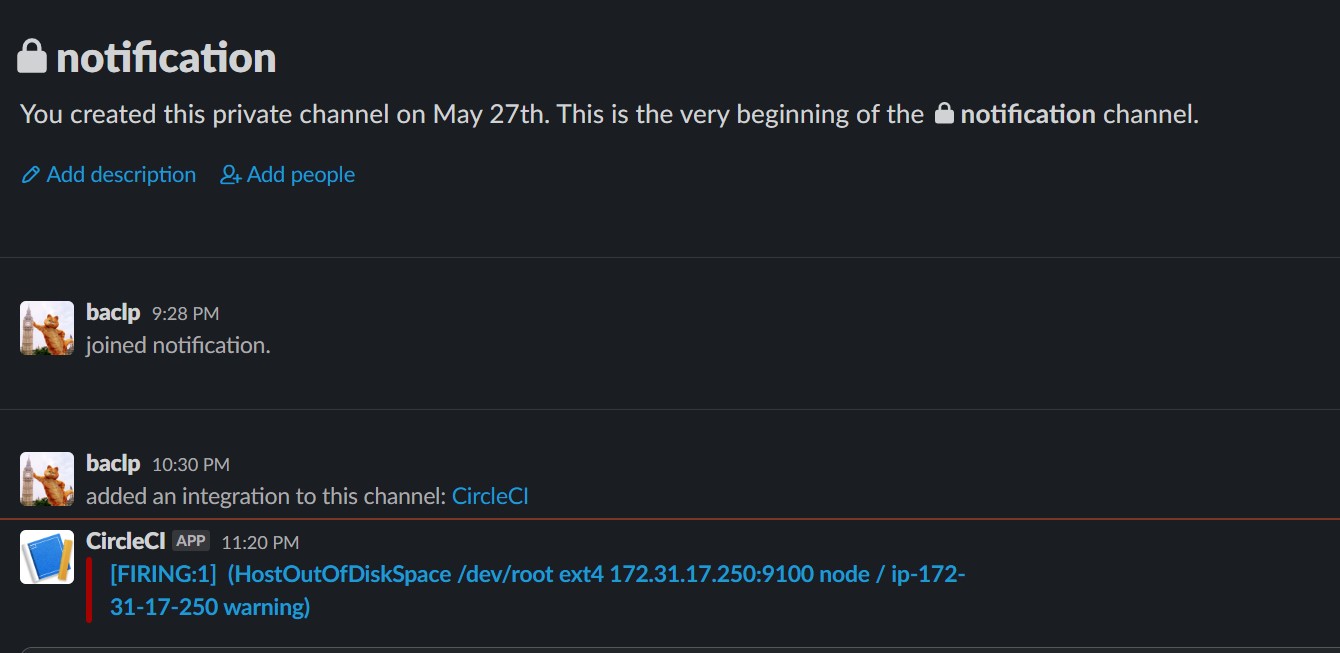 notification
You created this private channel on May 27th. This is the very beginning of the notification channel.
Add description Add people
baclp 9:28 PM
joined notification.
baclp 10:30 PM
added an integration to this channel: CircleCI
CircleCI APP 11:20 PM
[FIRING:1] (HostOutOfDiskSpace /dev/root ext4 172.31.17.250:9100 node / ip-172-
31-17-250 warning)